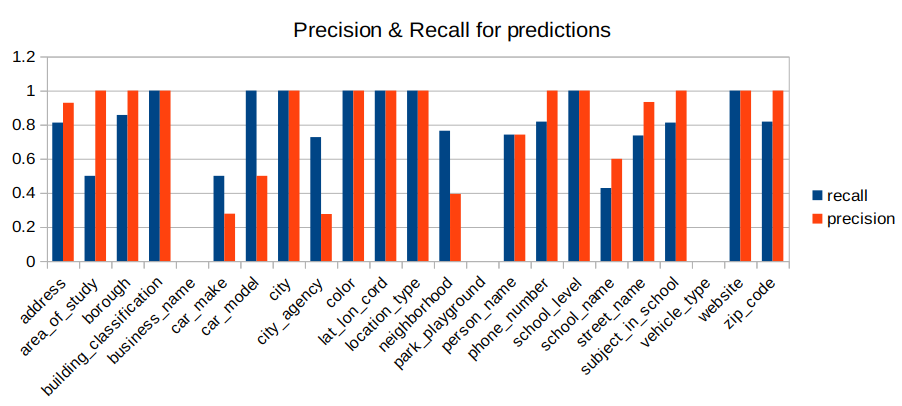 Precision & Recall for predictions
1.2
1
0.8
0.6
0.4
0.2
0
recall
precision
address
area_of_study
borough
building_classification
business_name
car_make
car_model
city
city_agency
color
lat_lon_cord
location_type
neighborhood
park_playground
person_name
phone_number
school_level
school_name
street_name
subject_in_school
vehicle_type
website
zip_code